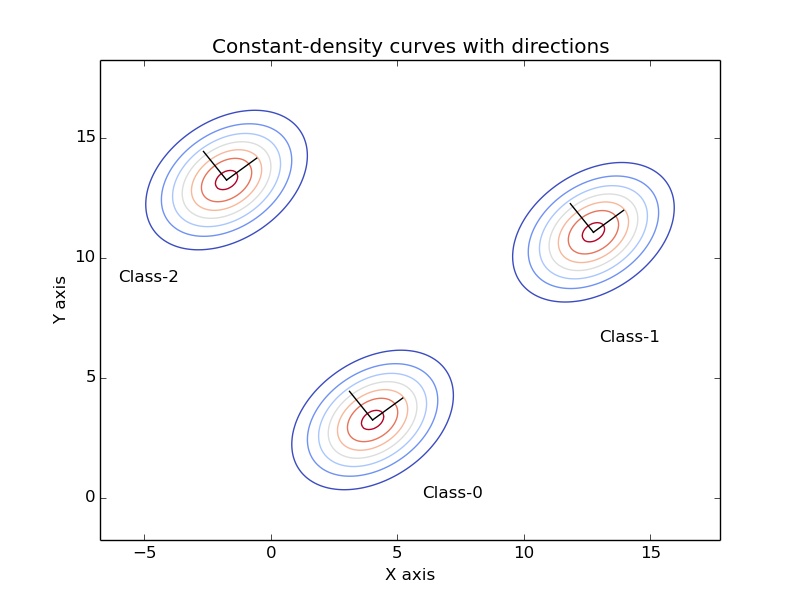 Constant-density curves with directions
15
10
5
0
Y axis
Class-2
Class-1
Class-0
−5
0
5
10
15
X axis